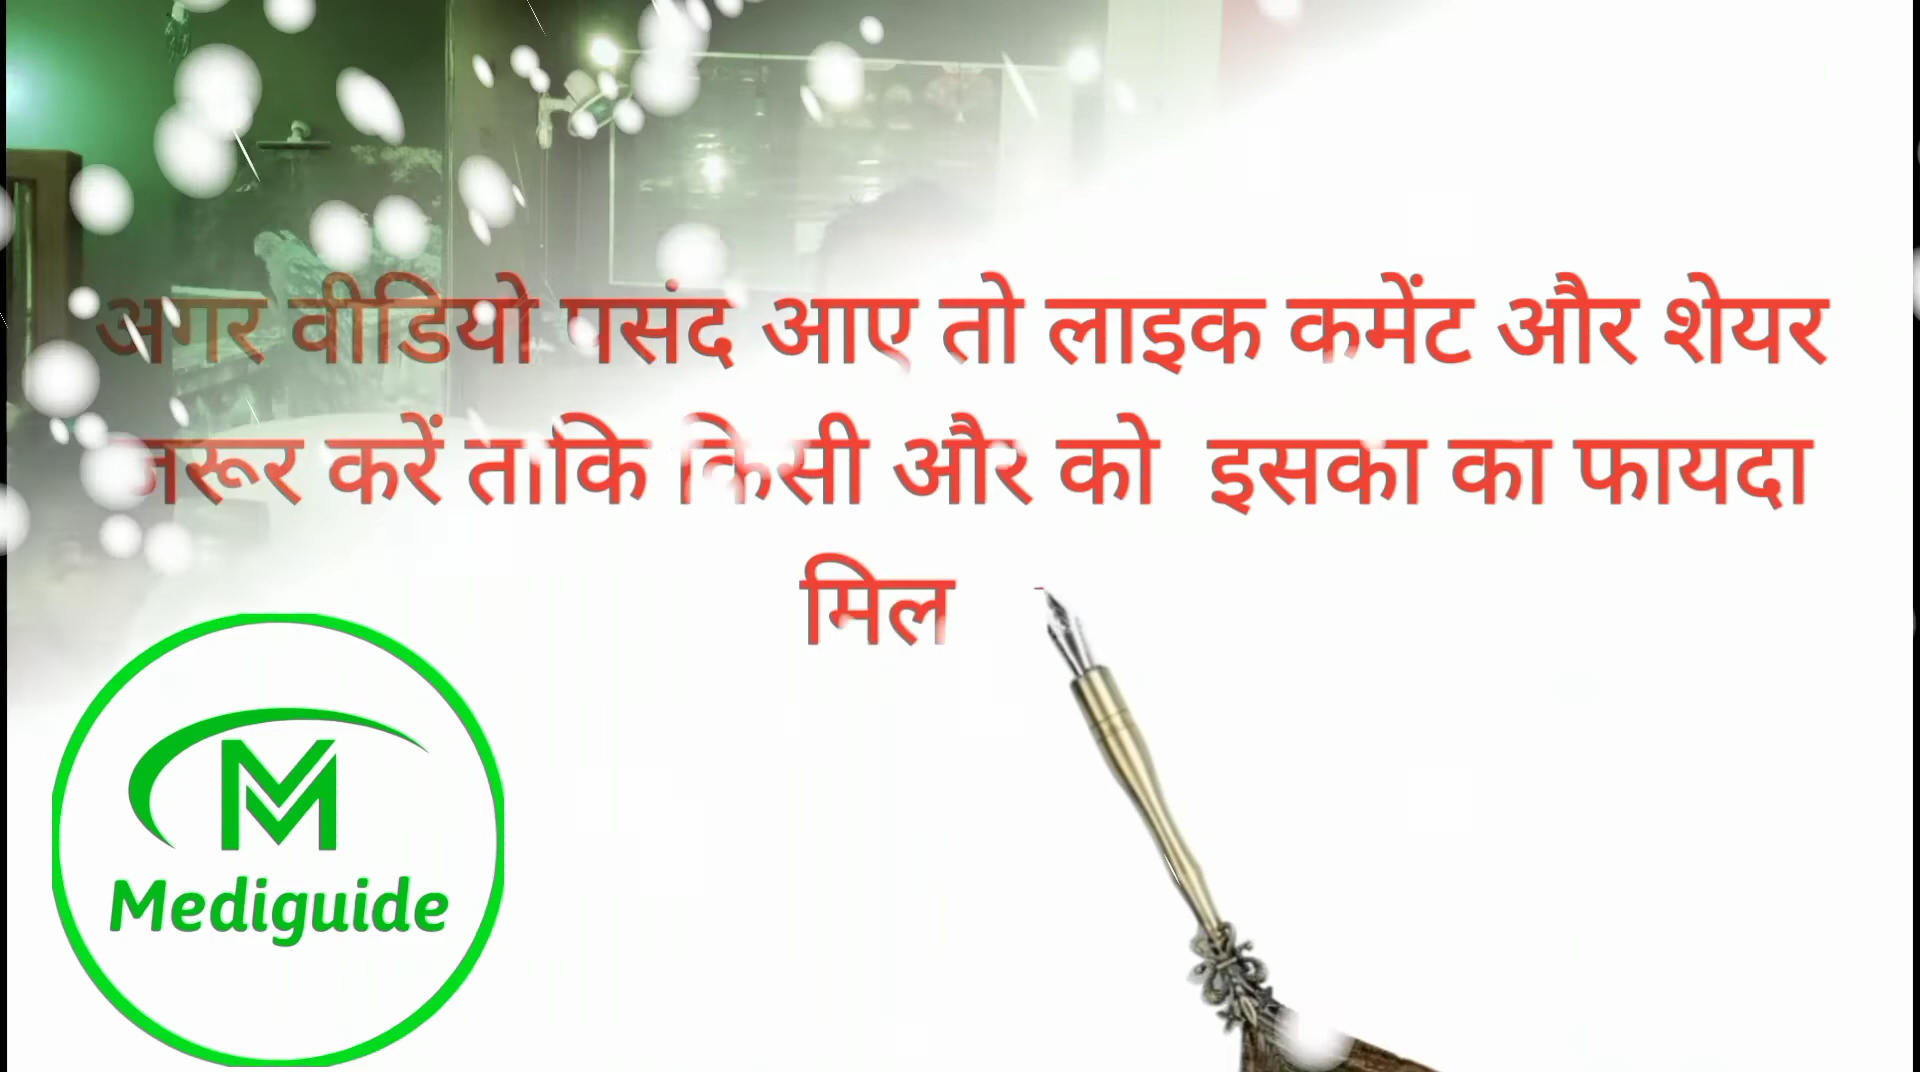 अगर वीडियो पसंद आए तो लाइक कमेंट और शेयर
जरूर करें ताकि किसी और को इसका का फायदा
मिल
M
Mediguide